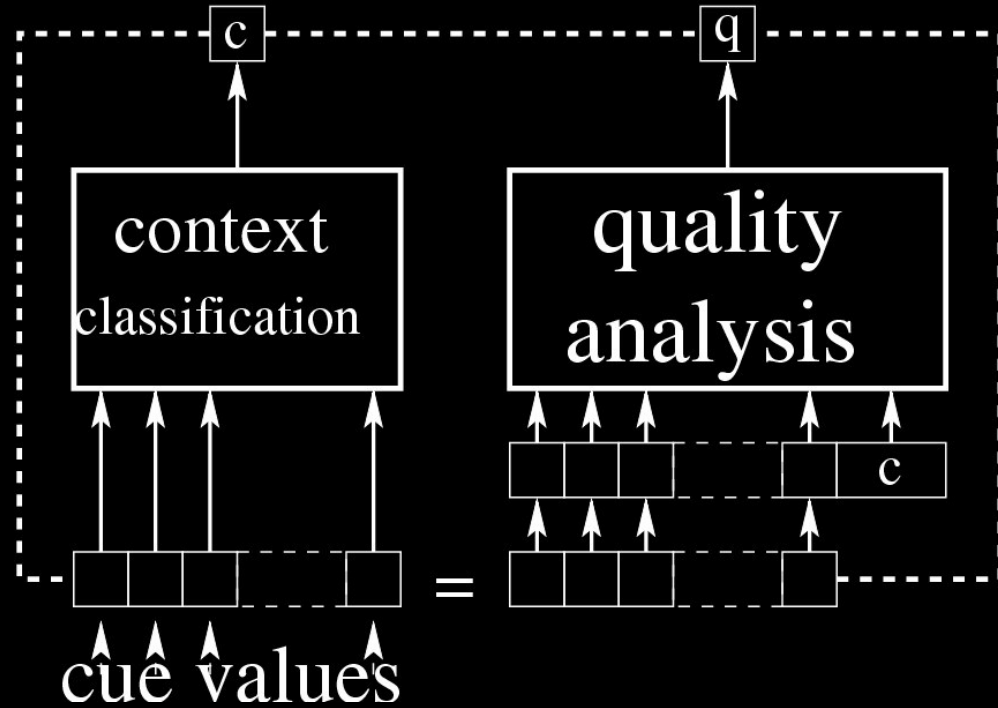 c
q
context
classification
quality
analysis
c
=
cue values